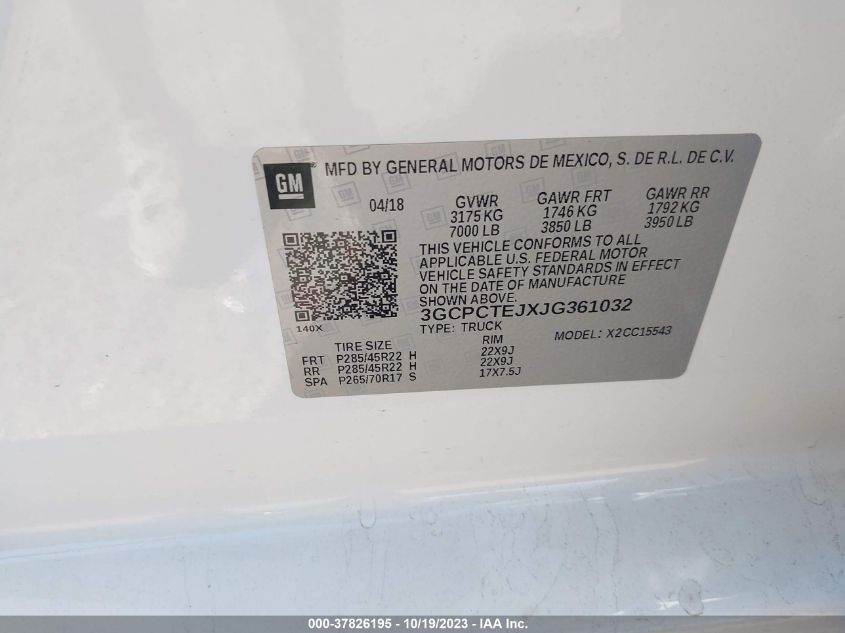 GM ® MFD BY GENERAL MOTORS DE MEXICO, S. DE R.L. DE C.V.
04/18 GVWR GAWR FRT GAWR RR
3175 KG 1746 KG 1792 KG
7000 LB 3850 LB 3950 LB
THIS VEHICLE CONFORMS TO ALL
APPLICABLE U.S. FEDERAL MOTOR
VEHICLE SAFETY STANDARDS IN EFFECT
ON THE DATE OF MANUFACTURE
SHOWN ABOVE.
3GCPCTEJXJG361032
140X TYPE: TRUCK MODEL: X2CC15543
TIRE SIZE RIM
FRT P285/45R22 H 22X9J
RR P285/45R22 H 22X9J
SPA P265/70R17 S 17X7.5J
000-37826195 - 10/19/2023 - IAA Inc.